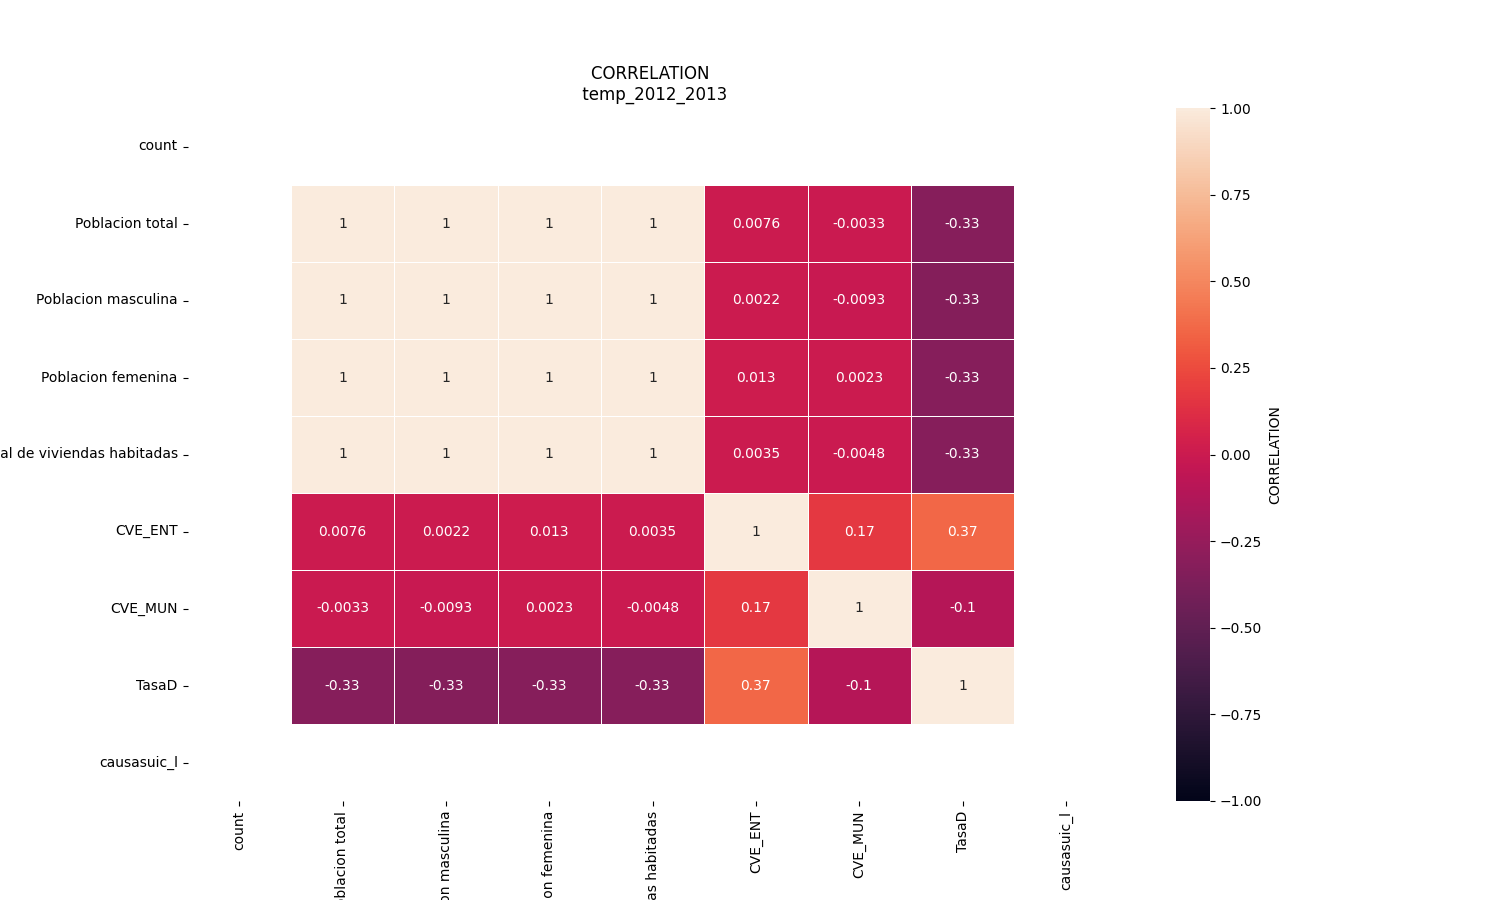 CORRELATION
temp_2012_2013
count
Poblacion total
1 1 1 1 0.0076 -0.0033 -0.33
Poblacion masculina
1 1 1 1 0.0022 -0.0093 -0.33
Poblacion femenina
1 1 1 1 0.013 0.0023 -0.33
al de viviendas habitadas
1 1 1 1 0.0035 -0.0048 -0.33
CVE_ENT
0.0076 0.0022 0.013 0.0035 1 0.17 0.37
CVE_MUN
-0.0033 -0.0093 0.0023 -0.0048 0.17 1 -0.1
TasaD
-0.33 -0.33 -0.33 -0.33 0.37 -0.1 1
causasuic_l
count
oblacion total
on masculina
on femenina
as habitadas
CVE_ENT
CVE_MUN
TasaD
causasuic_l
1.00
0.75
0.50
0.25
0.00
−0.25
−0.50
−0.75
−1.00
CORRELATION